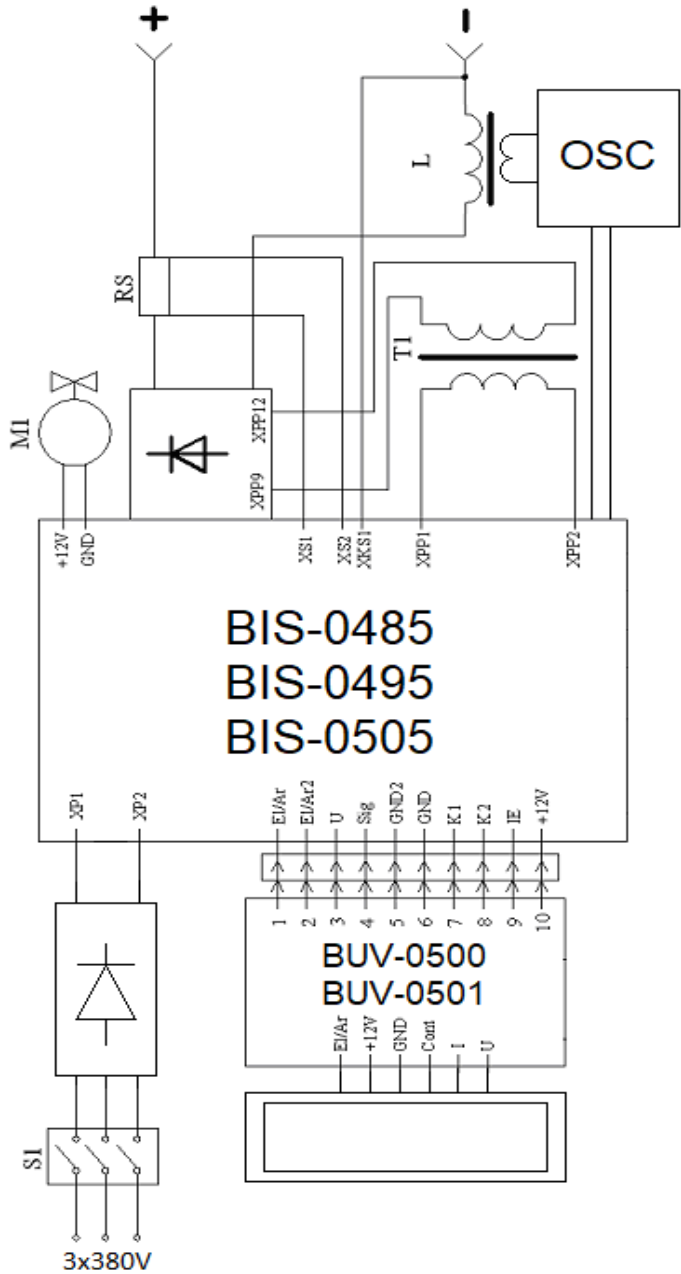 + -
OSC
L
RS
T1
M1
XPP12
XPP9
+12V
GND
XS1
XS2
XKS1
XPP1
XPP2
BIS-0485
BIS-0495
BIS-0505
XP1
XP2
El/Ar
El/Ar2
U
Sig
GND2
GND
K1
K2
IE
+12V
1
2
3
4
5
6
7
8
9
10
BUV-0500
BUV-0501
El/Ar
+12V
GND
Cont
I
U
S1
3x380V